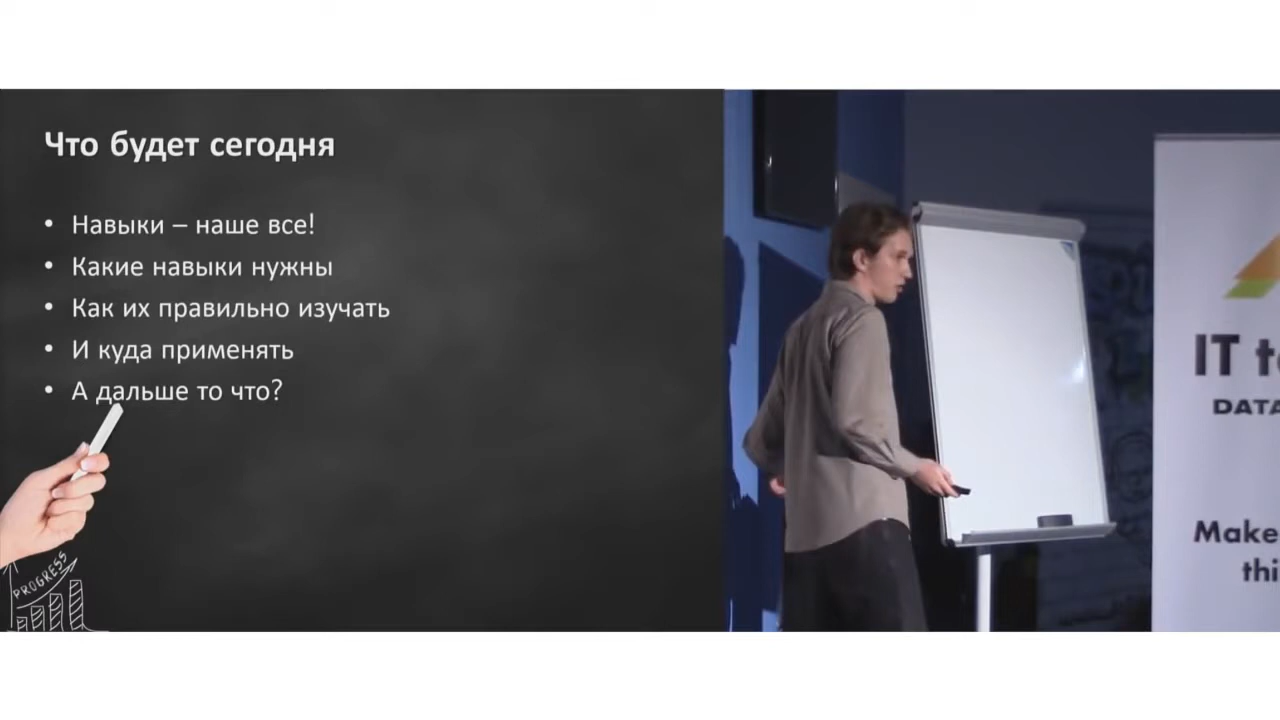 Что будет сегодня
• Навыки – наше все!
• Какие навыки нужны
• Как их правильно изучать
• И куда применять
• А дальше то что?
PROGRESS
IT
DATA
Make